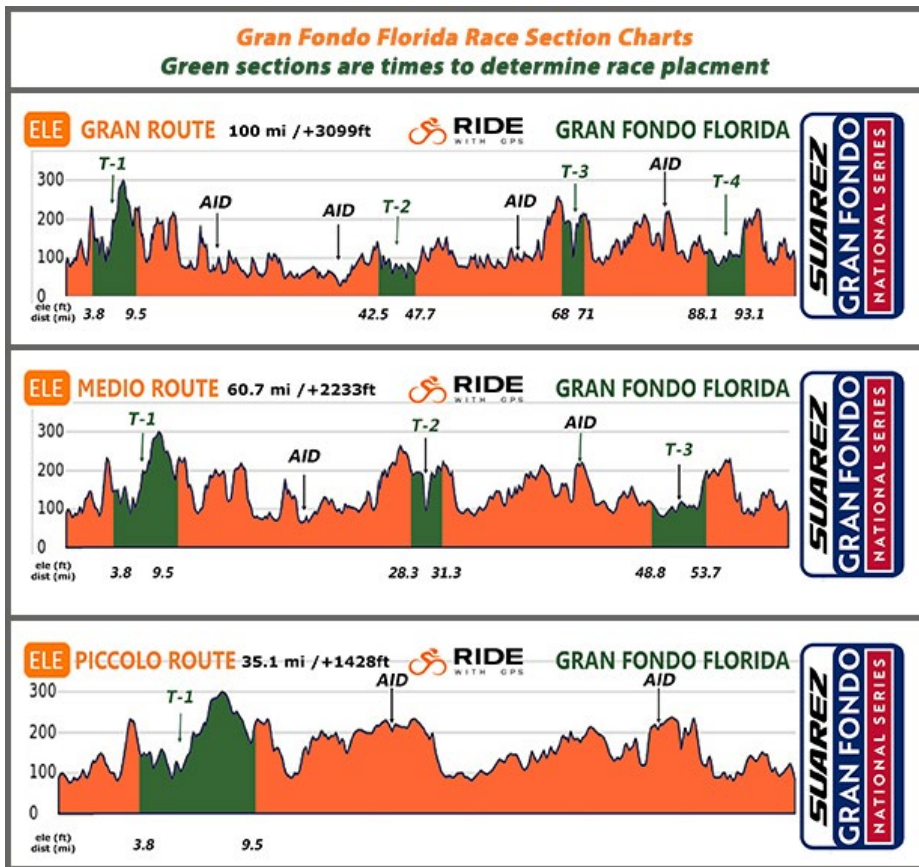 Gran Fondo Florida Race Section Charts
Green sections are times to determine race placment
ELE GRAN ROUTE 100 mi / +3099ft RIDE WITH GPS GRAN FONDO FLORIDA
T-1 AID T-2 AID AID T-3 AID T-4
300
200
100
0
ele (ft)
dist (mi) 3.8 9.5 42.5 47.7 68 71 88.1 93.1
SUAREZ
GRAN FONDO
NATIONAL SERIES
ELE MEDIO ROUTE 60.7 mi / +2233ft RIDE WITH GPS GRAN FONDO FLORIDA
T-1 AID T-2 AID T-3
300
200
100
0
ele (ft)
dist (mi) 3.8 9.5 28.3 31.3 48.8 53.7
SUAREZ
GRAN FONDO
NATIONAL SERIES
ELE PICCOLO ROUTE 35.1 mi / +1428ft RIDE WITH GPS GRAN FONDO FLORIDA
T-1 AID AID
300
200
100
0
ele (ft)
dist (mi) 3.8 9.5
SUAREZ
GRAN FONDO
NATIONAL SERIES